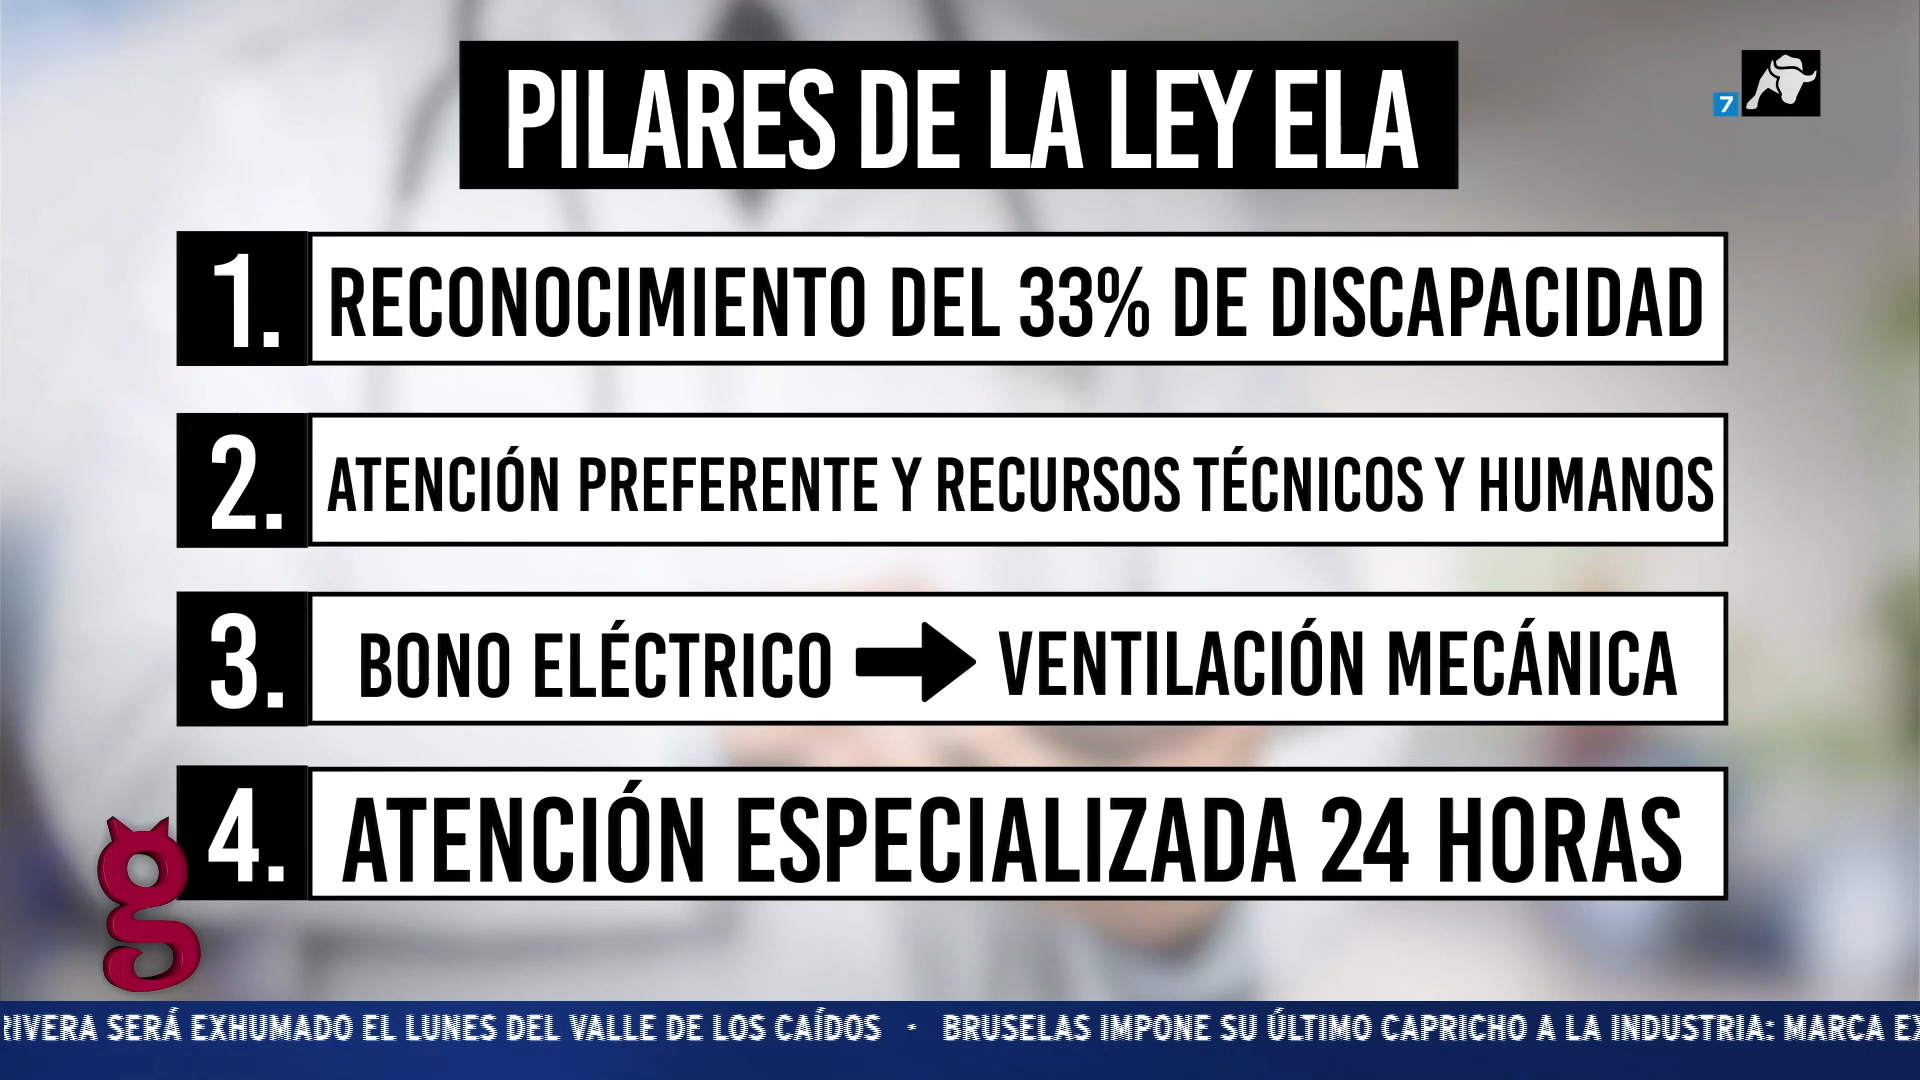 PILARES DE LA LEY ELA
7
1. RECONOCIMIENTO DEL 33% DE DISCAPACIDAD
2. ATENCIÓN PREFERENTE Y RECURSOS TÉCNICOS Y HUMANOS
3. BONO ELÉCTRICO ➡ VENTILACIÓN MECÁNICA
4. ATENCIÓN ESPECIALIZADA 24 HORAS
g
RIVERA SERÁ EXHUMADO EL LUNES DEL VALLE DE LOS CAÍDOS · BRUSELAS IMPONE SU ÚLTIMO CAPRICHO A LA INDUSTRIA: MARCA